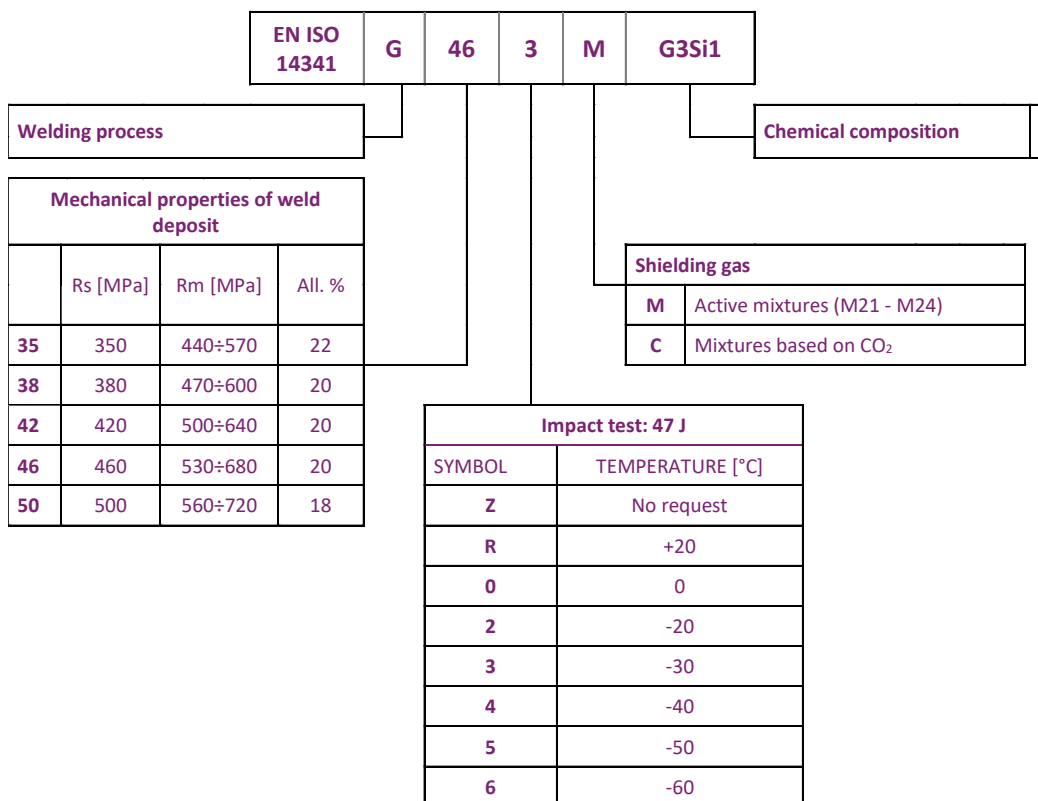 EN ISO
14341 G 46 3 M G3Si1
Welding process
Chemical composition
Mechanical properties of weld
deposit
Rs [MPa] Rm [MPa] All. %
35 350 440÷570 22
38 380 470÷600 20
42 420 500÷640 20
46 460 530÷680 20
50 500 560÷720 18
Shielding gas
M Active mixtures (M21 - M24)
C Mixtures based on CO₂
Impact test: 47 J
SYMBOL TEMPERATURE [°C]
Z No request
R +20
0 0
2 -20
3 -30
4 -40
5 -50
6 -60